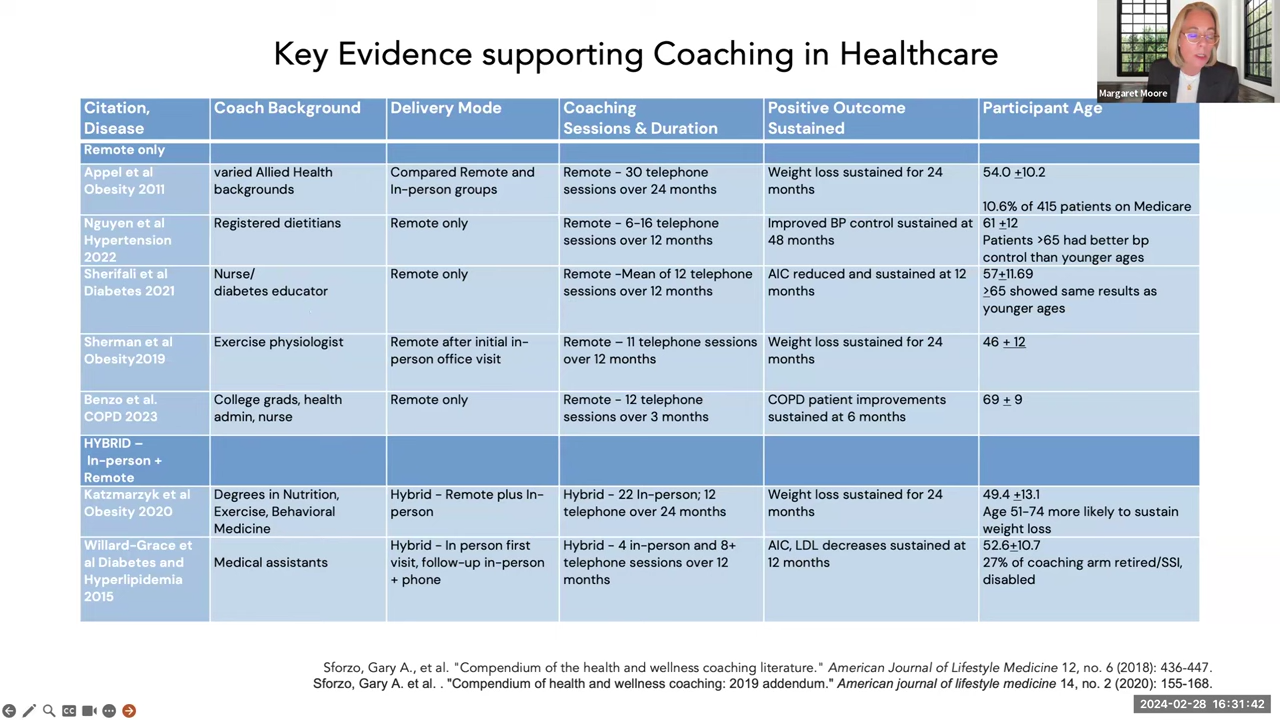 Key Evidence supporting Coaching in Healthcare
Margaret Moore
Citation,
Disease
Coach Background
Delivery Mode
Coaching
Sessions & Duration
Positive Outcome
Sustained
Participant Age
Remote only
Appel et al
Obesity 2011
varied Allied Health
backgrounds
Compared Remote and
In-person groups
Remote - 30 telephone
sessions over 24 months
Weight loss sustained for 24
months
54.0 +10.2
10.6% of 415 patients on Medicare
Nguyen et al
Hypertension
2022
Registered dietitians
Remote only
Remote - 6-16 telephone
sessions over 12 months
Improved BP control sustained at
48 months
61 +12
Patients >65 had better bp
control than younger ages
Sherifali et al
Diabetes 2021
Nurse/
diabetes educator
Remote only
Remote -Mean of 12 telephone
sessions over 12 months
AIC reduced and sustained at 12
months
57+11.69
>65 showed same results as
younger ages
Sherman et al
Obesity2019
Exercise physiologist
Remote after initial in-
person office visit
Remote – 11 telephone sessions
over 12 months
Weight loss sustained for 24
months
46 + 12
Benzo et al.
COPD 2023
College grads, health
admin, nurse
Remote only
Remote - 12 telephone
sessions over 3 months
COPD patient improvements
sustained at 6 months
69 + 9
HYBRID –
In-person +
Remote
Katzmarzyk et al
Obesity 2020
Degrees in Nutrition,
Exercise, Behavioral
Medicine
Hybrid - Remote plus In-
person
Hybrid - 22 In-person; 12
telephone over 24 months
Weight loss sustained for 24
months
49.4 +13.1
Age 51-74 more likely to sustain
weight loss
Willard-Grace et
al Diabetes and
Hyperlipidemia
2015
Medical assistants
Hybrid - In person first
visit, follow-up in-person
+ phone
Hybrid - 4 in-person and 8+
telephone sessions over 12
months
AIC, LDL decreases sustained at
12 months
52.6+10.7
27% of coaching arm retired/SSI,
disabled
Sforzo, Gary A., et al. "Compendium of the health and wellness coaching literature." American Journal of Lifestyle Medicine 12, no. 6 (2018): 436-447.
Sforzo, Gary A. et al. . "Compendium of health and wellness coaching: 2019 addendum." American journal of lifestyle medicine 14, no. 2 (2020): 155-168.
CC
2024-02-28 16:31:42